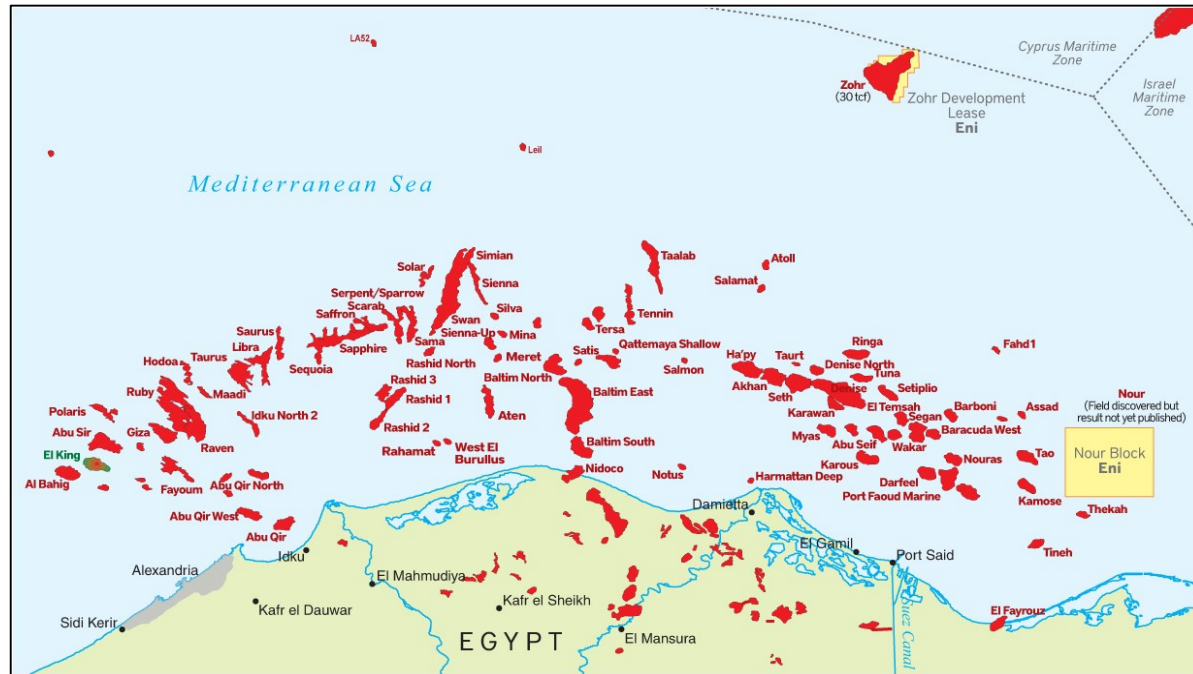 LA52
Cyprus Maritime
Zone
Israel
Maritime
Zone
Zohr
(30 tcf)
Zohr Development
Lease
Eni
Leil
Mediterranean Sea
Simian
Taalab
Atoll
Solar
Sienna
Salamat
Serpent/Sparrow
Scarab
Silva
Tennin
Saffron
Swan
Saurus
Sienna-Up
Mina
Tersa
Libra
Sapphire
Sama
Qattemaya Shallow
Ringa
Fahd1
Taurus
Hodoa
Sequoia
Rashid North
Meret
Satis
Salmon
Ha'py
Taurt
Denise North
Tuna
Baltim North
Rashid 3
Akhan
Ruby
Maadi
Rashid 1
Baltim East
Seth
Denise
Setiplio
Nour
(Field discovered but
result not yet published)
Polaris
Idku North 2
Aten
Karawan
El Temsah
Segan
Barboni
Assad
Abu Sir
Giza
Rashid 2
Myas
Abu Seif
Wakar
Baracuda West
El King
Raven
Rahamat
West El
Burullus
Baltim South
Nour Block
Eni
Al Bahig
Fayoum
Abu Qir North
Nidoco
Notus
Karous
Nouras
Tao
Harmattan Deep
Darfeel
Port Faoud Marine
Kamose
Abu Qir West
Damietta
Thekah
Abu Qir
Idku
El Gamil
Port Said
Tineh
Alexandria
El Mahmudiya
Kafr el Dauwar
Kafr el Sheikh
El Fayrouz
Sidi Kerir
EGYPT
El Mansura
Suez Canal